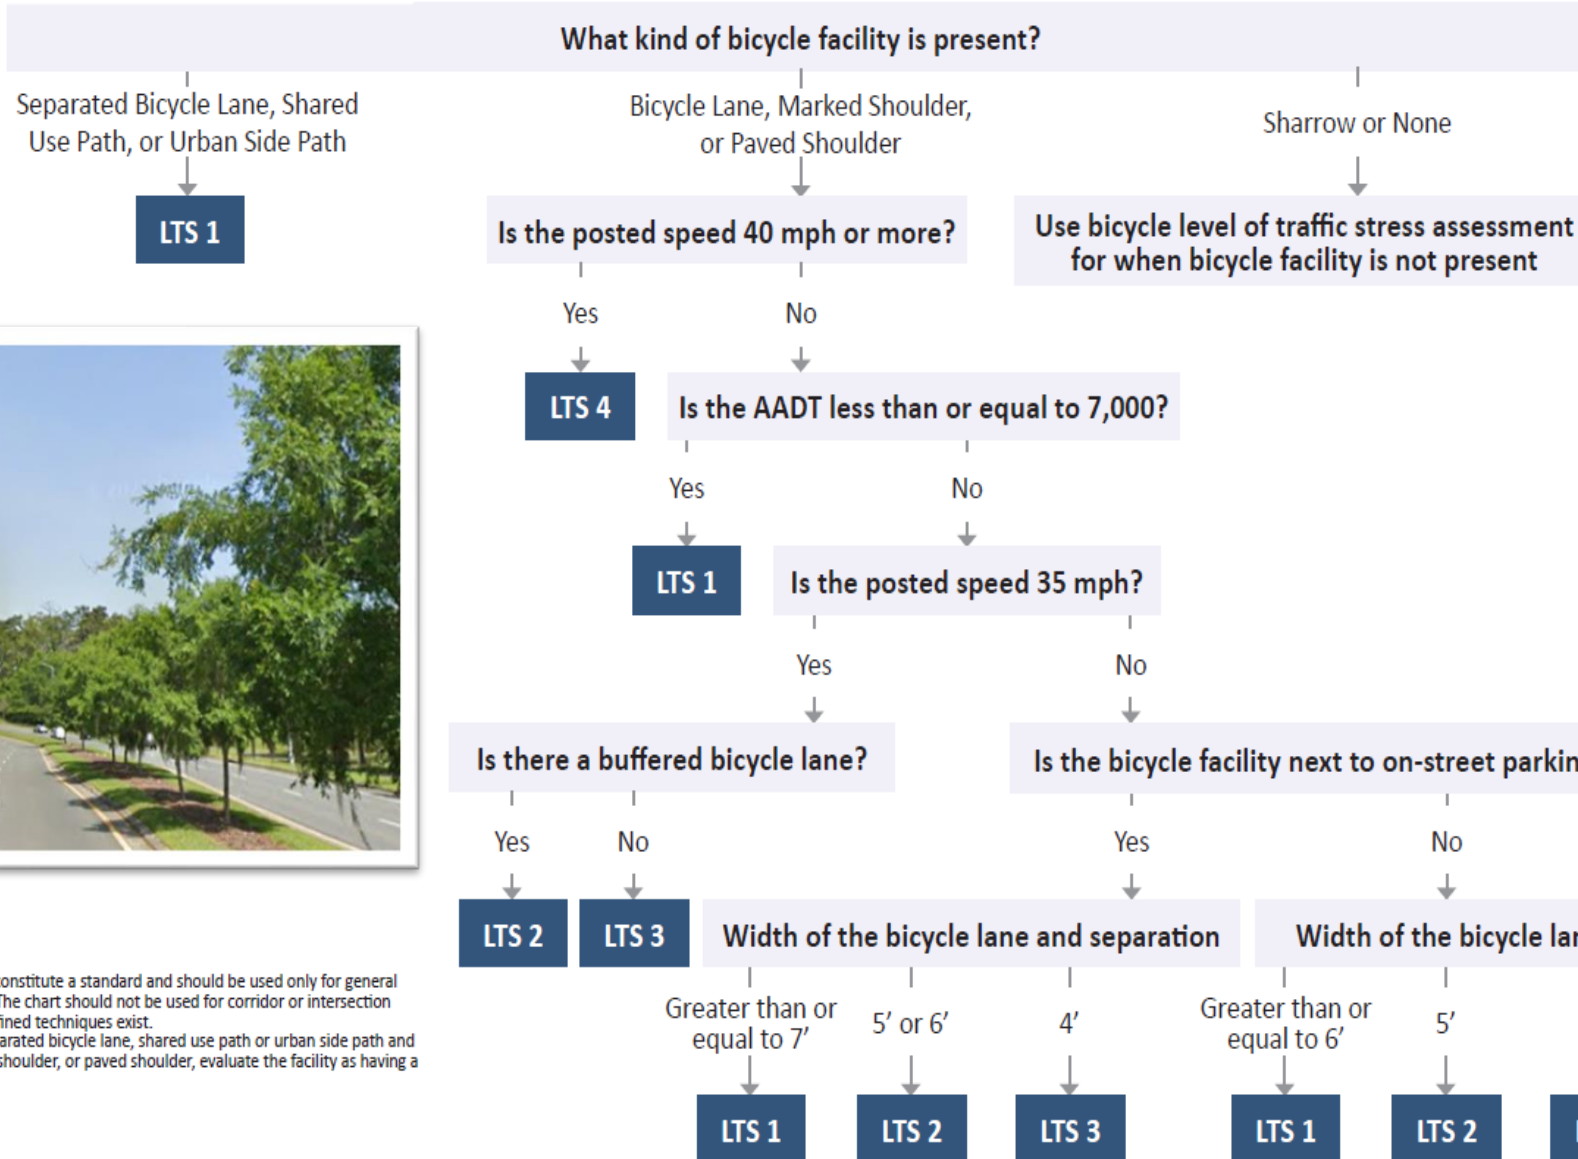 What kind of bicycle facility is present?
Separated Bicycle Lane, Shared
Use Path, or Urban Side Path
Bicycle Lane, Marked Shoulder,
or Paved Shoulder
Sharrow or None
LTS 1
Is the posted speed 40 mph or more?
Use bicycle level of traffic stress assessment
for when bicycle facility is not present
Yes
No
LTS 4
Is the AADT less than or equal to 7,000?
Yes
No
LTS 1
Is the posted speed 35 mph?
Yes
No
Is there a buffered bicycle lane?
Is the bicycle facility next to on-street
Yes
No
Yes
No
LTS 2
LTS 3
Width of the bicycle lane and separation
Width of the bicycle
Greater than or
equal to 7’
5’ or 6’
4’
Greater than or
equal to 6’
5’
LTS 1
LTS 2
LTS 3
LTS 1
LTS 2
constitute a standard and should be used only for general
The chart should not be used for corridor or intersection
techniques exist.
bicycle lane, shared use path or urban side path and
shoulder, or paved shoulder, evaluate the facility as having a